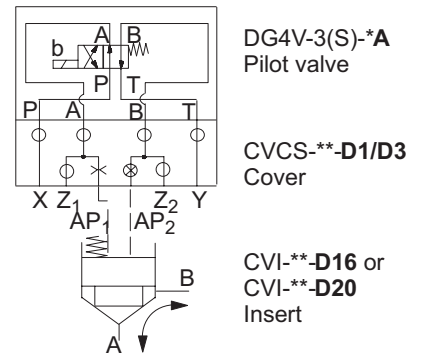 A B
b
P T
P A B T
X Z1 Z2 Y
AP1 AP2
B
A
DG4V-3(S)-*A
Pilot valve
CVCS-**-D1/D3
Cover
CVI-**-D16 or
CVI-**-D20
Insert